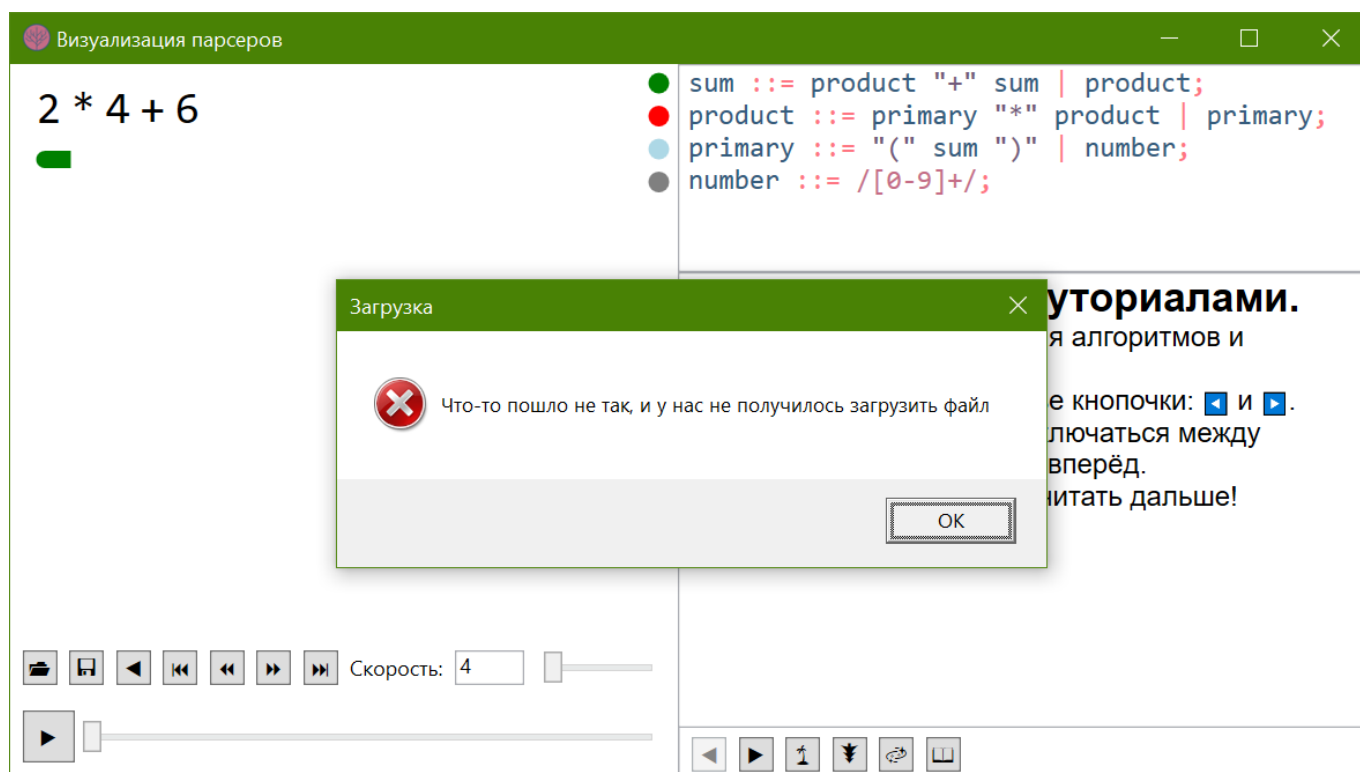 Визуализация парсеров
2 * 4 + 6
sum ::= product "+" sum | product;
product ::= primary "*" product | primary;
primary ::= "(" sum ")" | number;
number ::= /[0-9]+/;
Загрузка
Что-то пошло не так, и у нас не получилось загрузить файл
OK
уториалами.
я алгоритмов и
е кнопочки: и .
лючаться между
вперёд.
итать дальше!
Скорость: 4